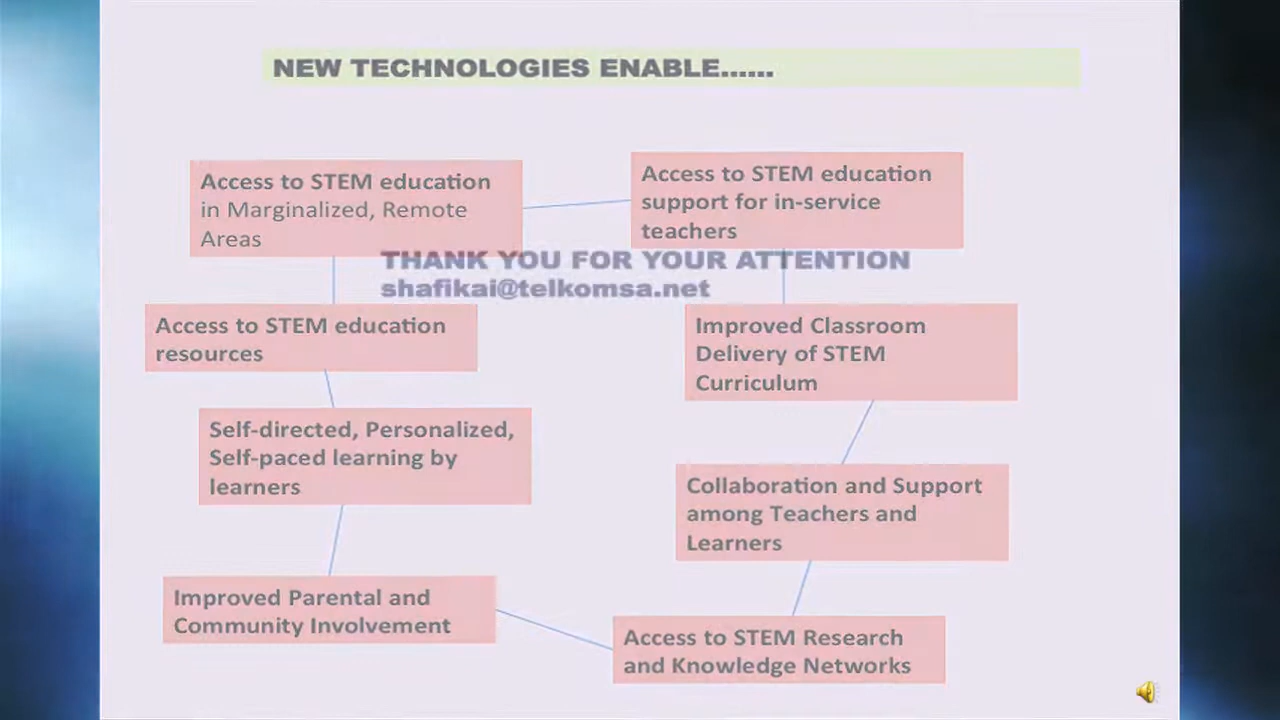 NEW TECHNOLOGIES ENABLE......
Access to STEM education
in Marginalized, Remote
Areas
Access to STEM education
support for in-service
teachers
THANK YOU FOR YOUR ATTENTION
shafikai@telkomsa.net
Access to STEM education
resources
Improved Classroom
Delivery of STEM
Curriculum
Self-directed, Personalized,
Self-paced learning by
learners
Collaboration and Support
among Teachers and
Learners
Improved Parental and
Community Involvement
Access to STEM Research
and Knowledge Networks